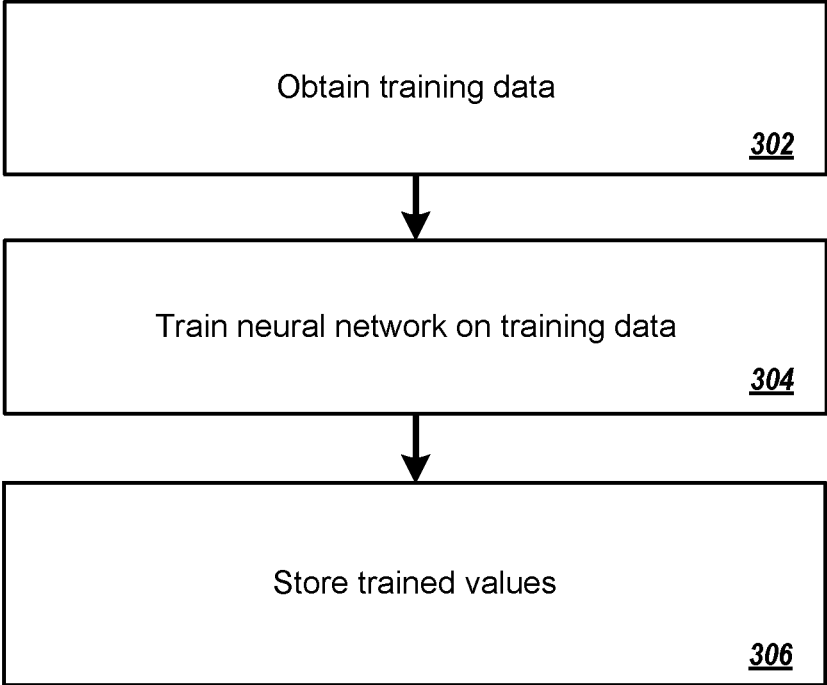 Obtain training data
302
Train neural network on training data
304
Store trained values
306